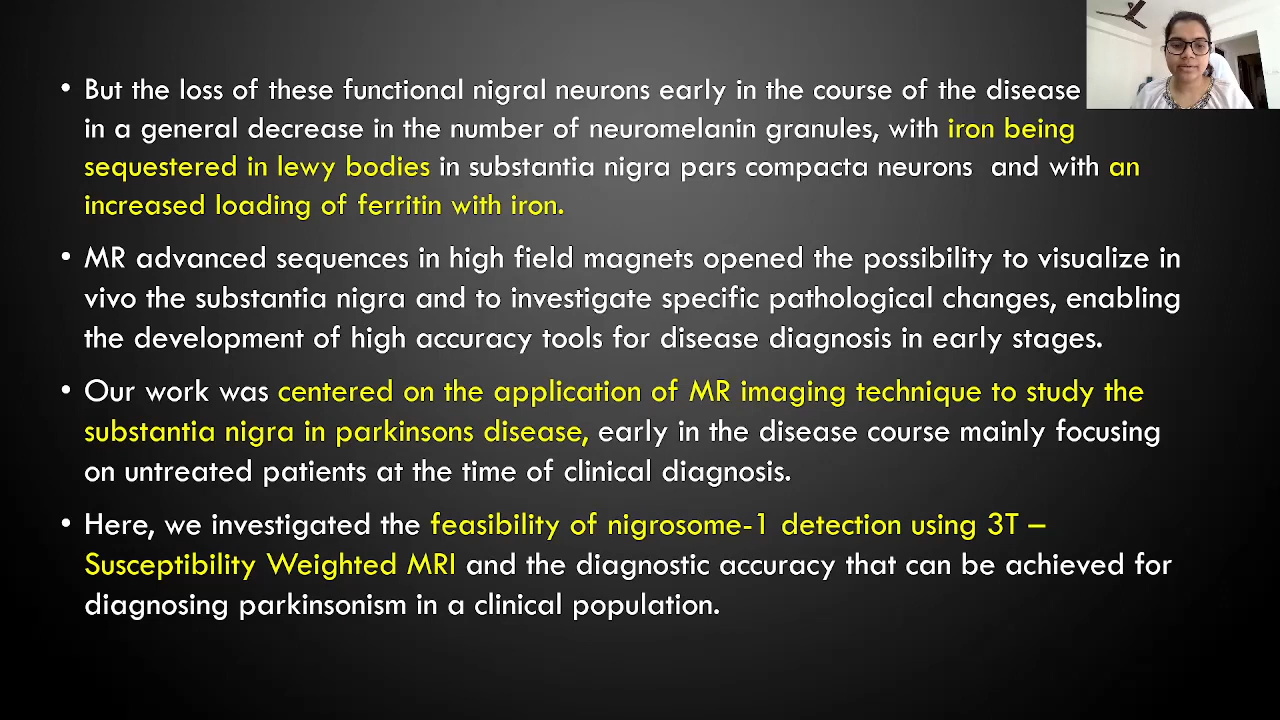 • But the loss of these functional nigral neurons early in the course of the disease
in a general decrease in the number of neuromelanin granules, with iron being
sequestered in lewy bodies in substantia nigra pars compacta neurons and with an
increased loading of ferritin with iron.
• MR advanced sequences in high field magnets opened the possibility to visualize in
vivo the substantia nigra and to investigate specific pathological changes, enabling
the development of high accuracy tools for disease diagnosis in early stages.
• Our work was centered on the application of MR imaging technique to study the
substantia nigra in parkinsons disease, early in the disease course mainly focusing
on untreated patients at the time of clinical diagnosis.
• Here, we investigated the feasibility of nigrosome-1 detection using 3T –
Susceptibility Weighted MRI and the diagnostic accuracy that can be achieved for
diagnosing parkinsonism in a clinical population.